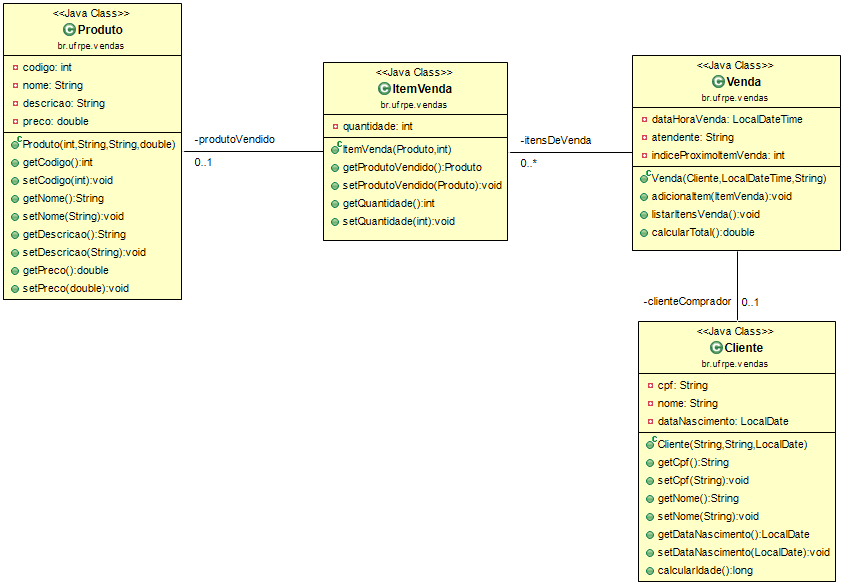 <<Java Class>>
Produto
br.ufrpe.vendas
codigo: int
nome: String
descricao: String
preco: double
Produto(int,String,String,double)
getCodigo():int
setCodigo(int):void
getNome():String
setNome(String):void
getDescricao():String
setDescricao(String):void
getPreco():double
setPreco(double):void
-produtoVendido
0..1
<<Java Class>>
ItemVenda
br.ufrpe.vendas
quantidade: int
ItemVenda(Produto,int)
getProdutoVendido():Produto
setProdutoVendido(Produto):void
getQuantidade():int
setQuantidade(int):void
-itensDeVenda
0..*
<<Java Class>>
Venda
br.ufrpe.vendas
dataHoraVenda: LocalDateTime
atendente: String
indiceProximoItemVenda: int
Venda(Cliente,LocalDateTime,String)
adicionaItem(ItemVenda):void
listarItensVenda():void
calcularTotal():double
-clienteComprador
0..1
<<Java Class>>
Cliente
br.ufrpe.vendas
cpf: String
nome: String
dataNascimento: LocalDate
Cliente(String,String,LocalDate)
getCpf():String
setCpf(String):void
getNome():String
setNome(String):void
getDataNascimento():LocalDate
setDataNascimento(LocalDate):void
calcularIdade():long